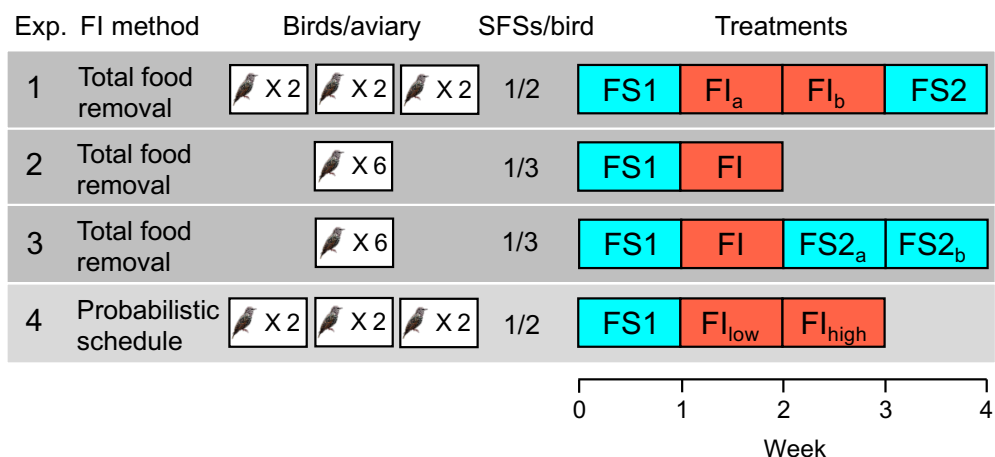 Exp. FI method Birds/aviary SFSs/bird Treatments
1 Total food removal X 2 X 2 X 2 1/2 FS1 FIa FIb FS2
2 Total food removal X 6 1/3 FS1 FI
3 Total food removal X 6 1/3 FS1 FI FS2a FS2b
4 Probabilistic schedule X 2 X 2 X 2 1/2 FS1 FIlow FIhigh
0 1 2 3 4
Week